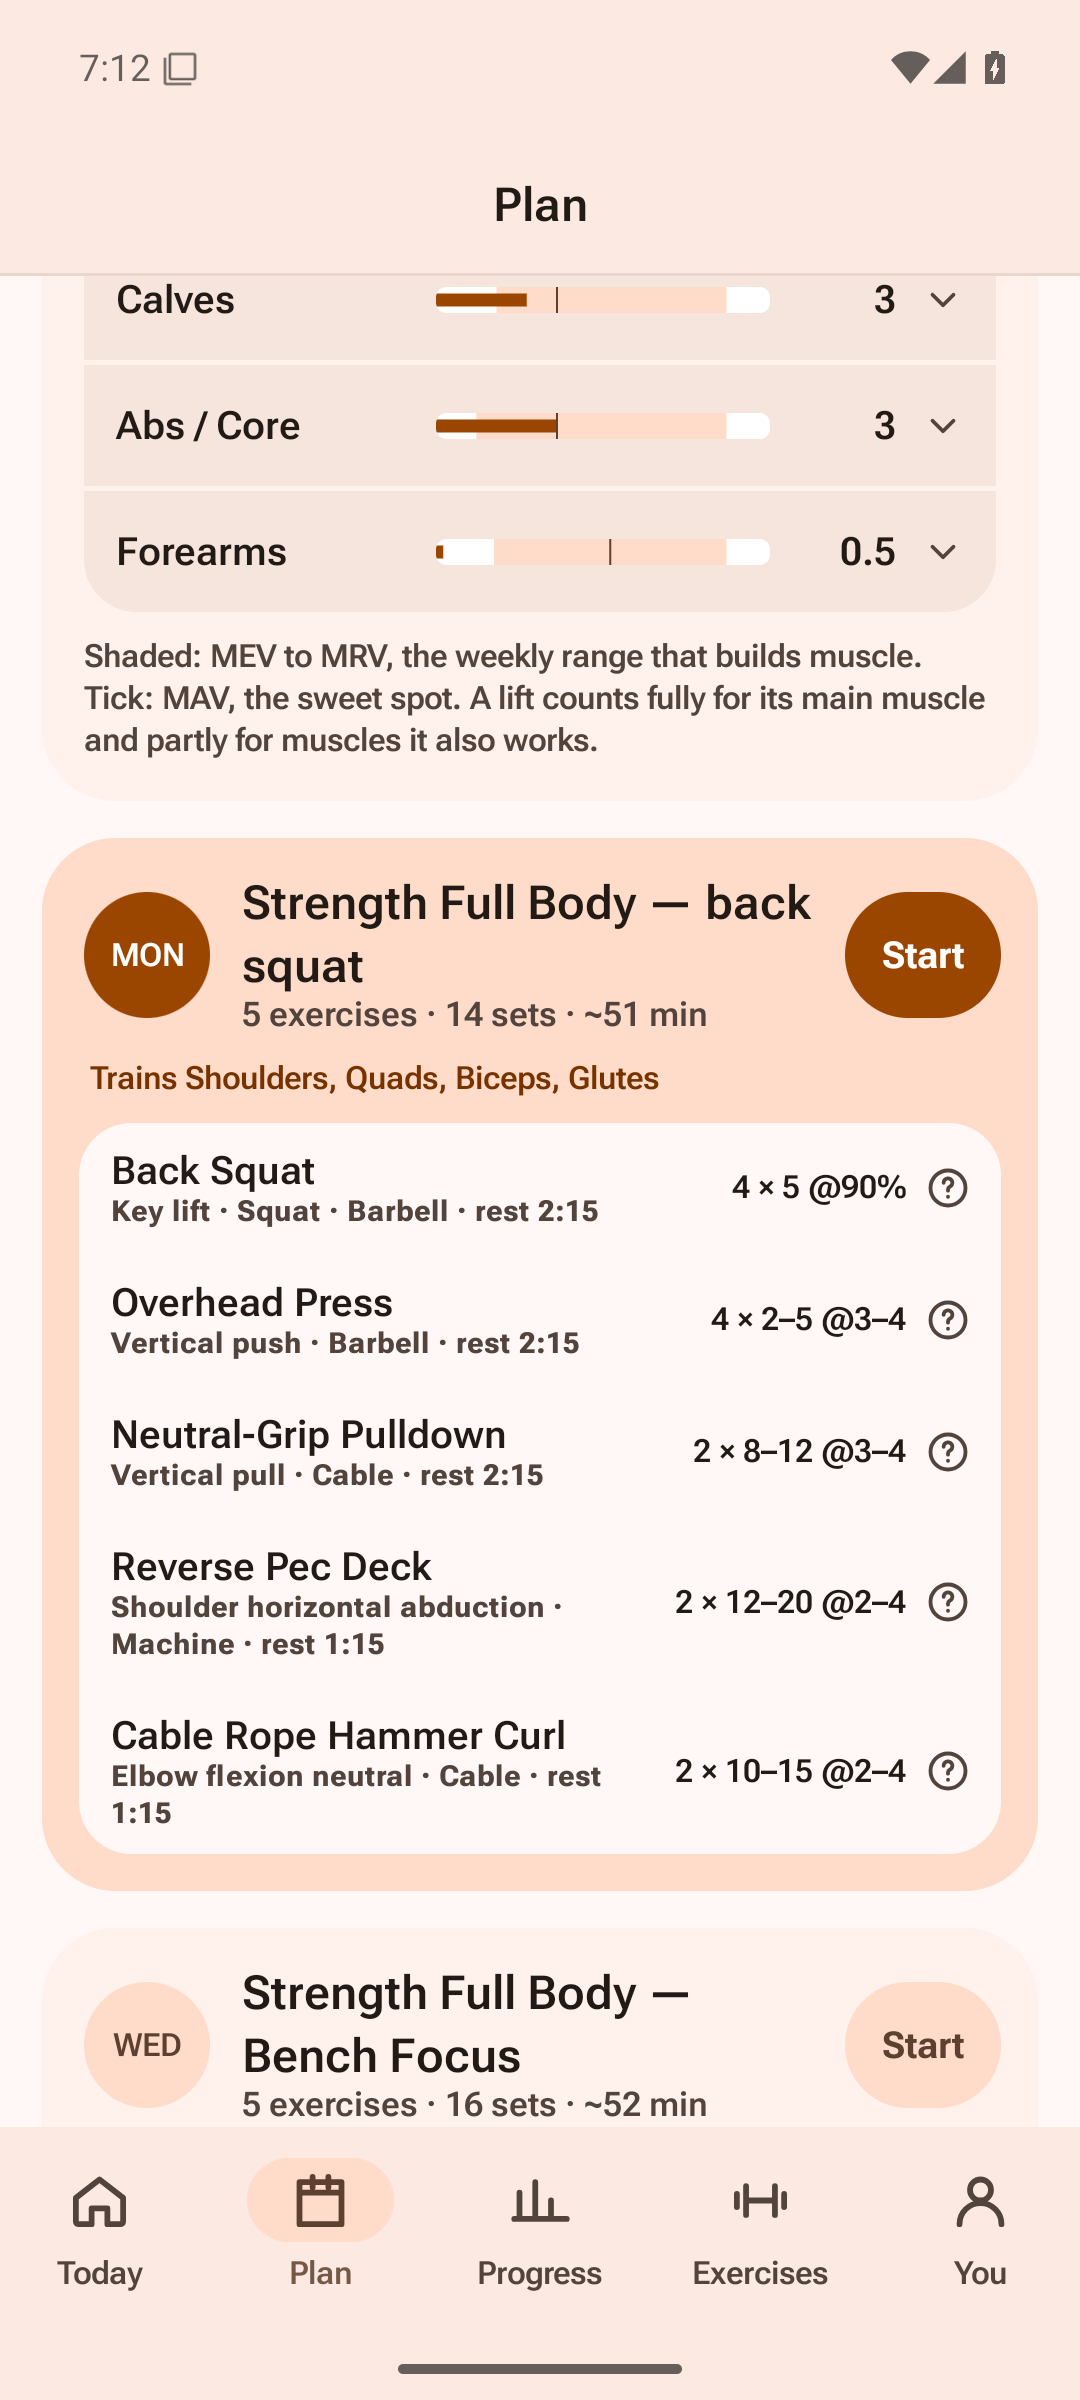 7:12
Plan
Calves 3
Abs / Core 3
Forearms 0.5
Shaded: MEV to MRV, the weekly range that builds muscle.
Tick: MAV, the sweet spot. A lift counts fully for its main muscle
and partly for muscles it also works.
MON
Strength Full Body — back
squat
5 exercises · 14 sets · ~51 min
Start
Trains Shoulders, Quads, Biceps, Glutes
Back Squat
Key lift · Squat · Barbell · rest 2:15
4 × 5 @90%
Overhead Press
Vertical push · Barbell · rest 2:15
4 × 2–5 @3–4
Neutral-Grip Pulldown
Vertical pull · Cable · rest 2:15
2 × 8–12 @3–4
Reverse Pec Deck
Shoulder horizontal abduction ·
Machine · rest 1:15
2 × 12–20 @2–4
Cable Rope Hammer Curl
Elbow flexion neutral · Cable · rest
1:15
2 × 10–15 @2–4
WED
Strength Full Body —
Bench Focus
5 exercises · 16 sets · ~52 min
Start
Today
Plan
Progress
Exercises
You